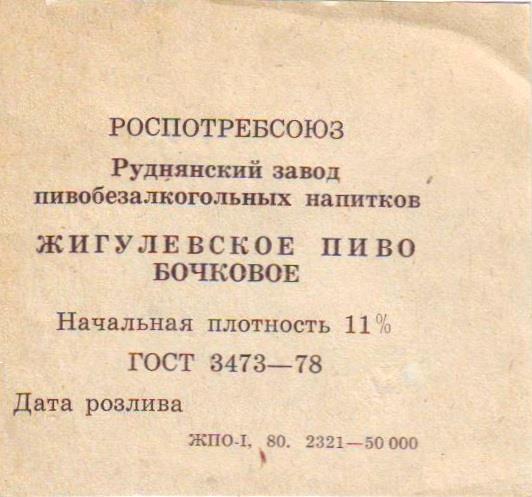 РОСПОТРЕБСОЮЗ
Руднянский завод
пивобезалкогольных напитков
ЖИГУЛЕВСКОЕ ПИВО
БОЧКОВОЕ
Начальная плотность 11%
ГОСТ 3473—78
Дата розлива
ЖПО-I, 80. 2321—50 000